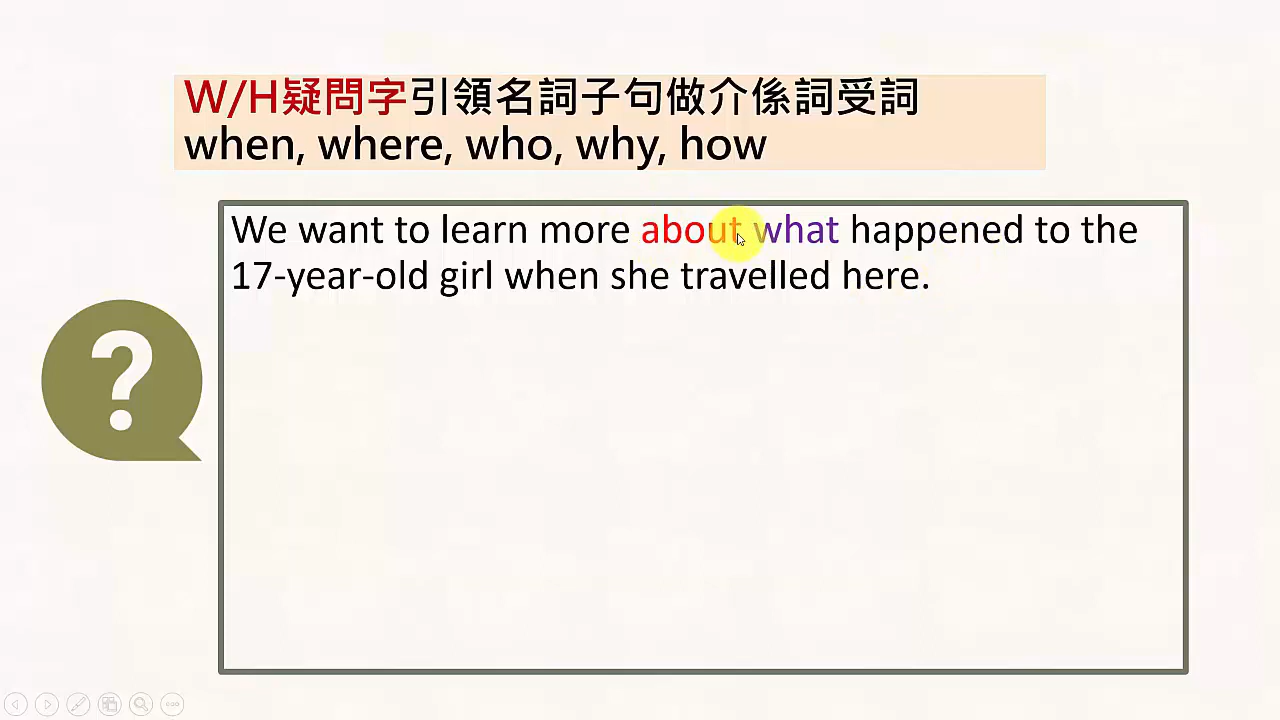 W/H疑問字引領名詞子句做介係詞受詞
when, where, who, why, how
We want to learn more about what happened to the
17-year-old girl when she travelled here.
?